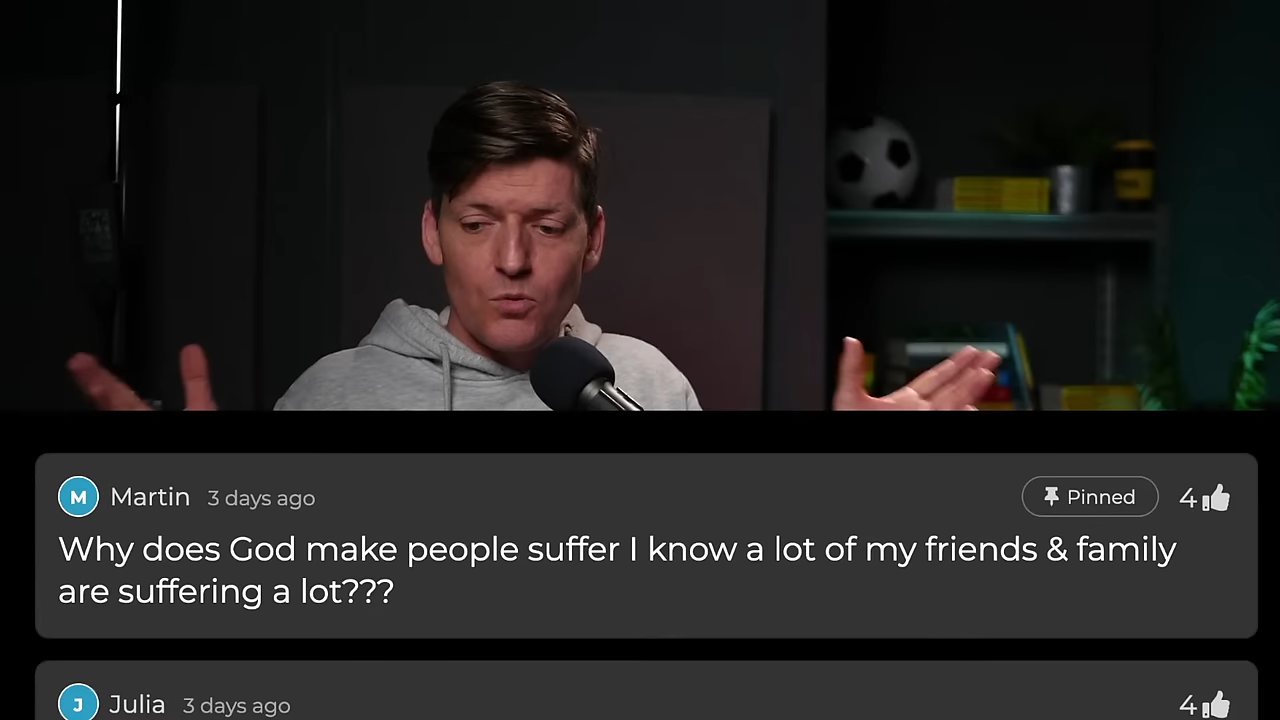 M Martin 3 days ago Pinned 4
Why does God make people suffer I know a lot of my friends & family
are suffering a lot???
J Julia 3 days ago 4